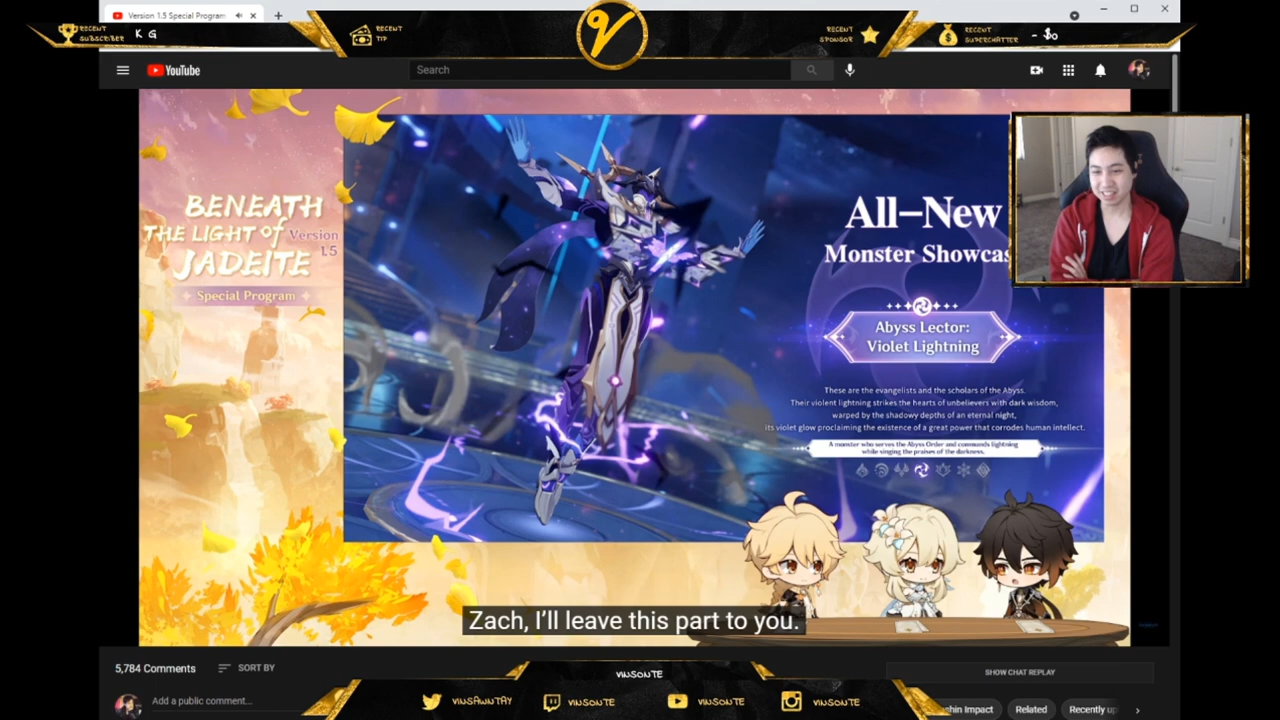 Version 1.5 Special Program
RECENT
SUBSCRIBER
K G
RECENT
TIP
RECENT
SPONSOR
RECENT
SUPERCHATTER
YouTube
Search
BENEATH
THE LIGHT of
JADEITE
Version
1.5
Special Program
All-New
Monster Showcas
Abyss Lector:
Violet Lightning
These are the evangelists and the scholars of the Abyss.
Their violent lightning strikes the hearts of unbelievers with dark wisdom,
warped by the shadowy depths of an eternal night,
its violet glow proclaiming the existence of a great power that corrodes human intellect.
A monster who serves the Abyss Order and commands lightning
while singing the praises of the darkness.
Zach, I'll leave this part to you.
5,784 Comments
SORT BY
Add a public comment...
VINSONTE
SHOW CHAT REPLAY
VINSAWNTAY
VINSONTE
VINSONTE
VINSONTE
shin Impact
Related
Recently up